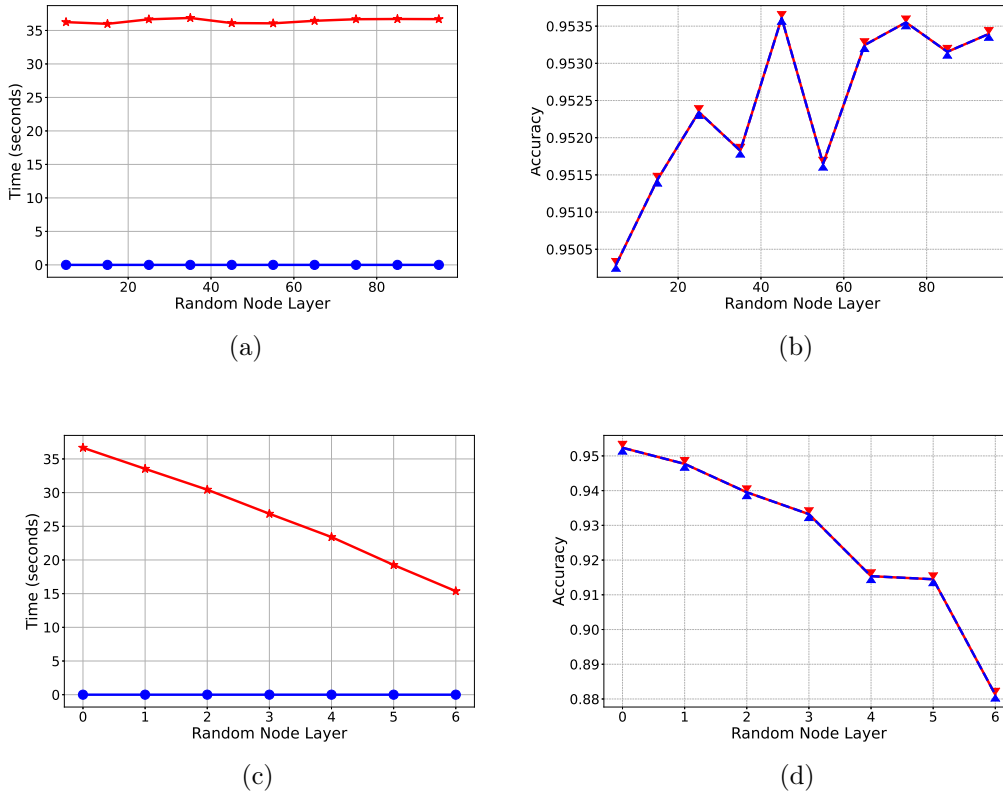 35
30
25
20
15
10
5
0
Time (seconds)
20 40 60 80
Random Node Layer
(a)
0.9535
0.9530
0.9525
0.9520
0.9515
0.9510
0.9505
Accuracy
20 40 60 80
Random Node Layer
(b)
35
30
25
20
15
10
5
0
Time (seconds)
0 1 2 3 4 5 6
Random Node Layer
(c)
0.95
0.94
0.93
0.92
0.91
0.90
0.89
0.88
Accuracy
0 1 2 3 4 5 6
Random Node Layer
(d)